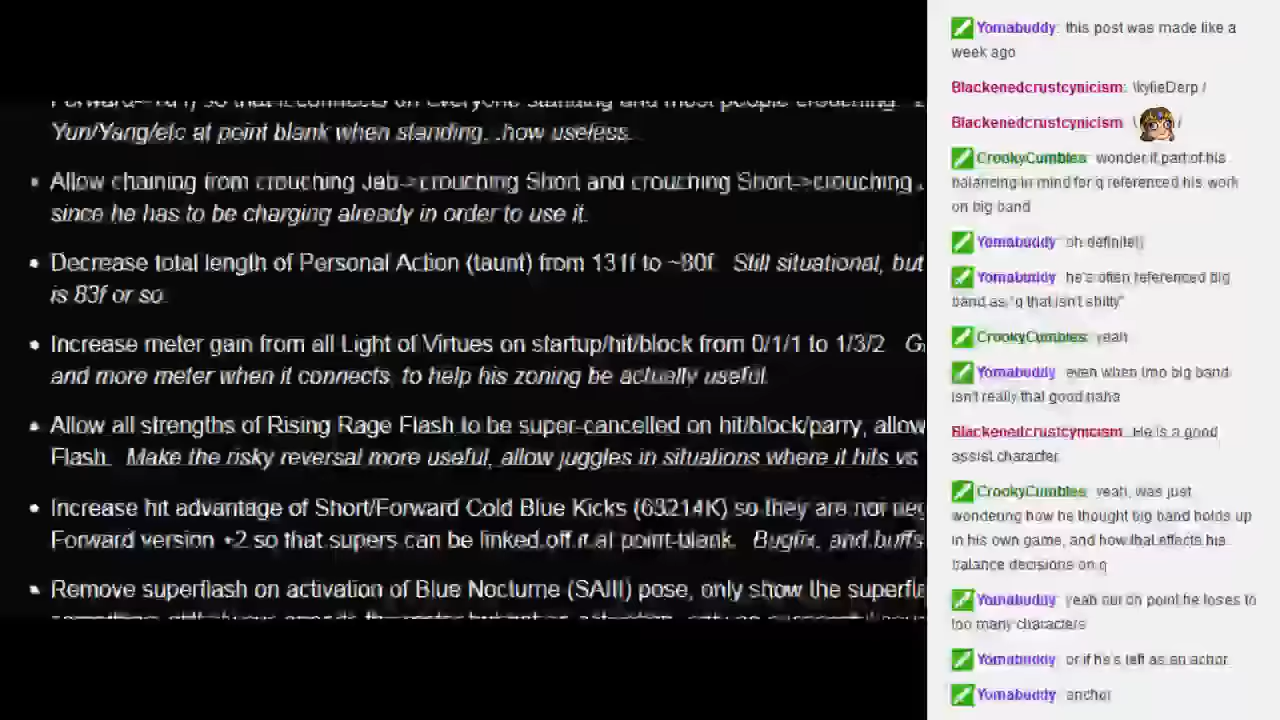 Yun/Yang/etc at point blank when standing...how useless.
Allow chaining from crouching Jab->crouching Short and crouching Short->crouching
since he has to be charging already in order to use it.
Decrease total length of Personal Action (taunt) from 131f to ~80f. Still situational, but
is 83f or so.
Increase meter gain from all Light of Virtues on startup/hit/block from 0/1/1 to 1/3/2. G
and more meter when it connects, to help his zoning be actually useful.
Allow all strengths of Rising Rage Flash to be super-cancelled on hit/block/parry, allow
Flash. Make the risky reversal more useful, allow juggles in situations where it hits vs
Increase hit advantage of Short/Forward Cold Blue Kicks (63214K) so they are not neg
Forward version +2 so that supers can be linked off it at point-blank. Bugfix, and buffs
Remove superflash on activation of Blue Nocturne (SAIII) pose, only show the superfla
Yomabuddy: this post was made like a
week ago
Blackenedcrustcynicism: \kylieDerp /
Blackenedcrustcynicism: \ /
CrookyCumbles: wonder if part of his
balancing in mind for q referenced his work
on big band
Yomabuddy: oh definitely
Yomabuddy: he's often referenced big
band as "q that isn't shitty"
CrookyCumbles: yeah
Yomabuddy: even when imo big band
isn't really that good haha
Blackenedcrustcynicism: He is a good
assist character
CrookyCumbles: yeah, was just
wondering how he thought big band holds up
in his own game, and how that effects his
balance decisions on q
Yomabuddy: yeah our on point he loses to
too many characters
Yomabuddy: or if he's left as an achor
Yomabuddy: anchor